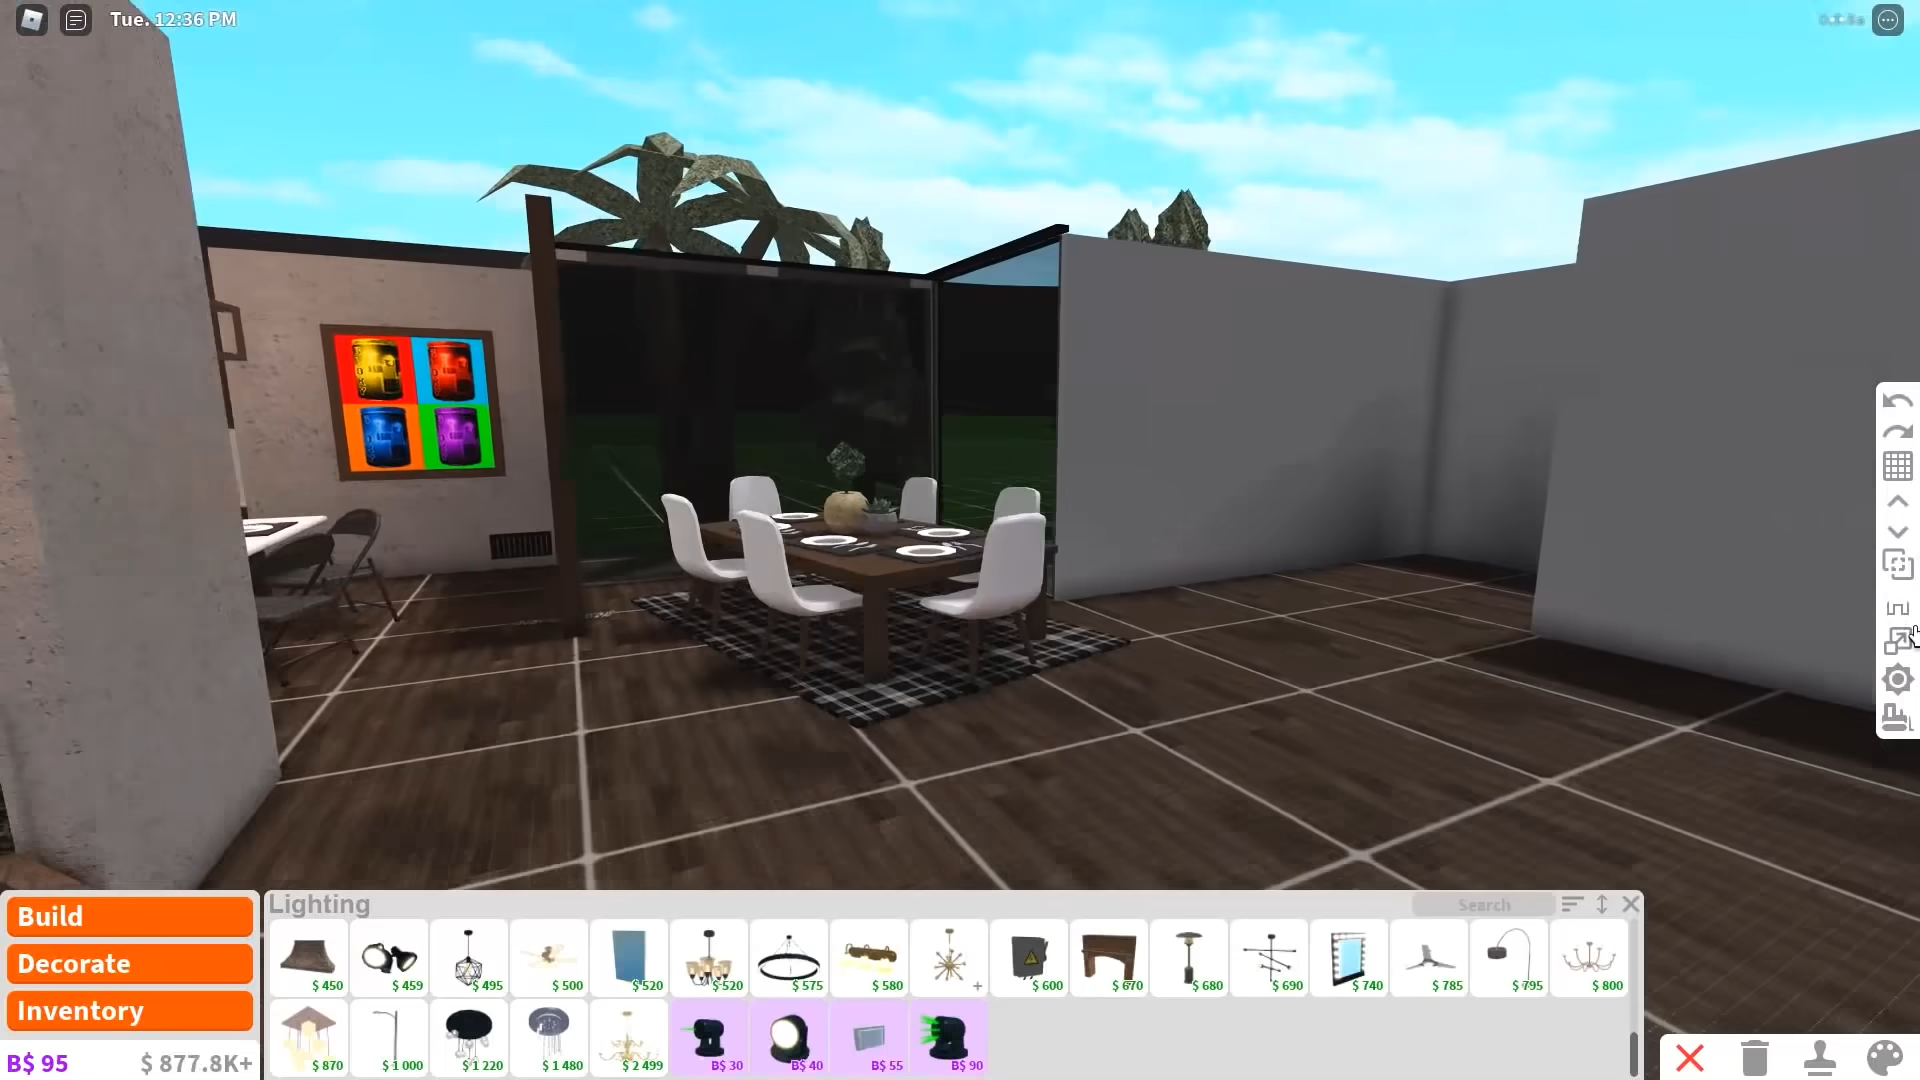 Tue. 12:36 PM
Build
Decorate
Inventory
B$ 95 $ 877.8K+
Lighting
Search
$ 450 $ 459 $ 495 $ 500 $ 520 $ 520 $ 575 $ 580 + $ 600 $ 670 $ 680 $ 690 $ 740 $ 785 $ 795 $ 800
$ 870 $ 1 000 $ 1 220 $ 1 480 $ 2 499 B$ 30 B$ 40 B$ 55 B$ 90